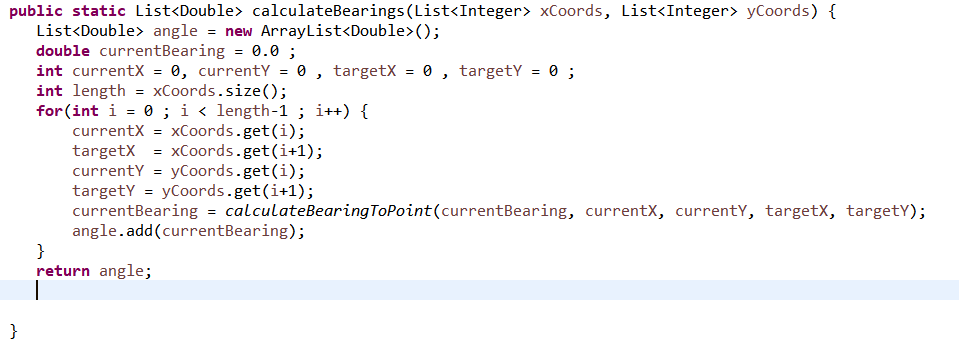 public static List<Double> calculateBearings(List<Integer> xCoords, List<Integer> yCoords) {
    List<Double> angle = new ArrayList<Double>();
    double currentBearing = 0.0 ;
    int currentX = 0, currentY = 0 , targetX = 0 , targetY = 0 ;
    int length = xCoords.size();
    for(int i = 0 ; i < length-1 ; i++) {
        currentX = xCoords.get(i);
        targetX  = xCoords.get(i+1);
        currentY = yCoords.get(i);
        targetY = yCoords.get(i+1);
        currentBearing = calculateBearingToPoint(currentBearing, currentX, currentY, targetX, targetY);
        angle.add(currentBearing);
    }
    return angle;
}